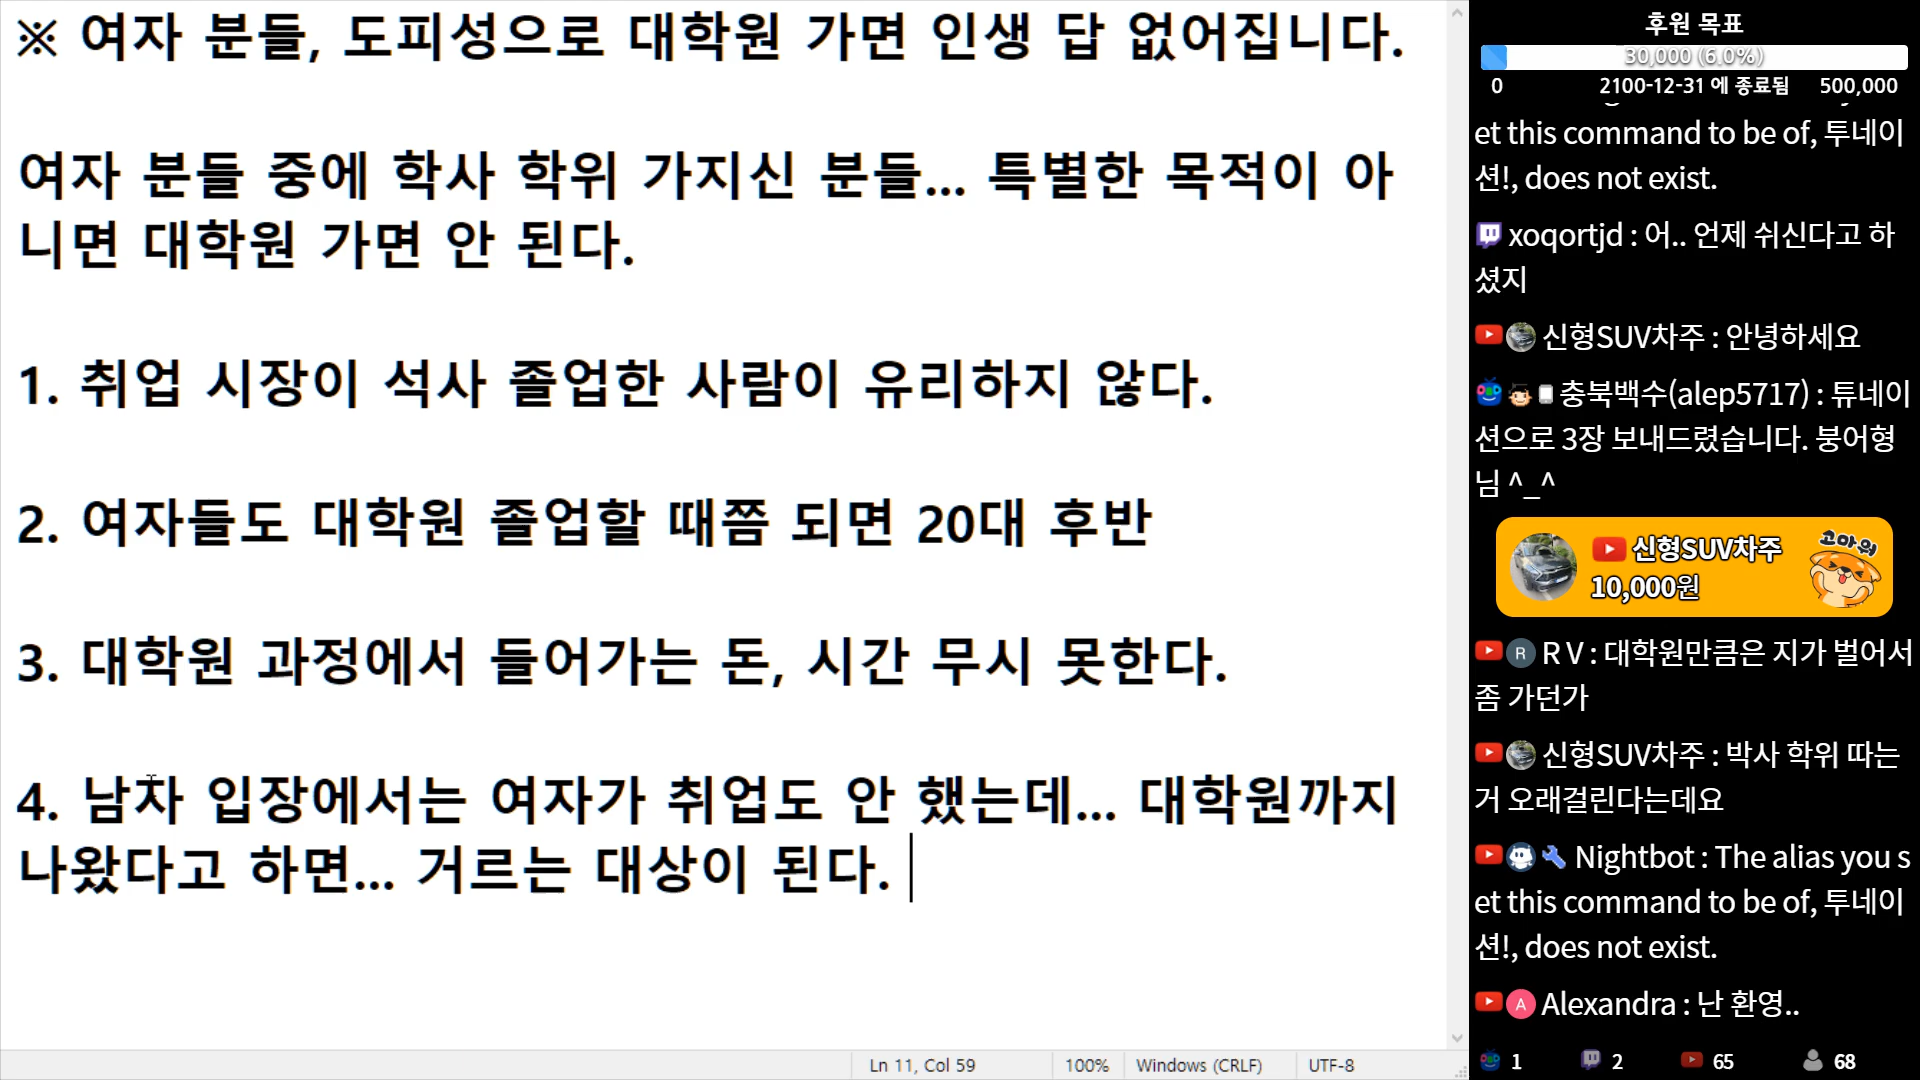 ※ 여자 분들, 도피성으로 대학원 가면 인생 답 없어집니다.
여자 분들 중에 학사 학위 가지신 분들... 특별한 목적이 아
니면 대학원 가면 안 된다.
1. 취업 시장이 석사 졸업한 사람이 유리하지 않다.
2. 여자들도 대학원 졸업할 때쯤 되면 20대 후반
3. 대학원 과정에서 들어가는 돈, 시간 무시 못한다.
4. 남자 입장에서는 여자가 취업도 안 했는데... 대학원까지
나왔다고 하면... 거르는 대상이 된다.
Ln 11, Col 59
100%
Windows (CRLF)
UTF-8
후원 목표
30,000 (6.0%)
0
2100-12-31 에 종료됨
500,000
et this command to be of, 투네이
션!, does not exist.
xoqortjd : 어.. 언제 쉬신다고 하
셨지
신형SUV차주 : 안녕하세요
충북백수(alep5717) : 튜네이
션으로 3장 보내드렸습니다. 붕어형
님 ^_^
신형SUV차주
10,000원
고마워
R
R V : 대학원만큼은 지가 벌어서
좀 가던가
신형SUV차주 : 박사 학위 따는
거 오래걸린다는데요
Nightbot : The alias you s
et this command to be of, 투네이
션!, does not exist.
A
Alexandra : 난 환영..
1
2
65
68